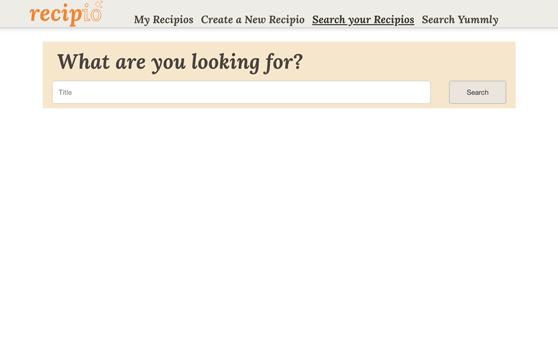 recipio
My Recipios Create a New Recipio Search your Recipios Search Yummly
What are you looking for?
Title Search